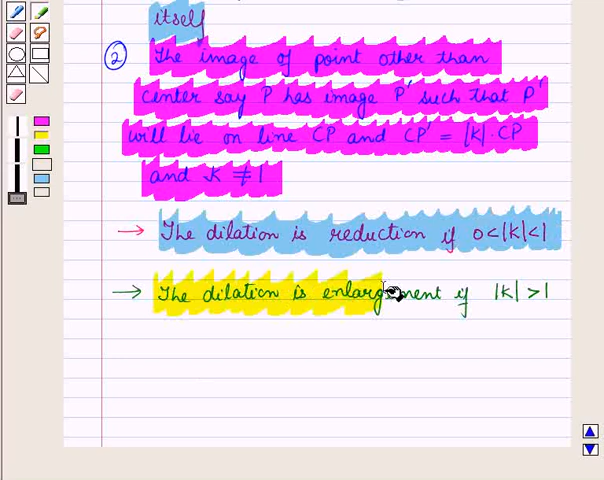 itself
② The image of point other than
center say P has image P' such that P'
will lie on line CP and CP' = |K|·CP
and K ≠ 1
→ The dilation is reduction if 0<|K|<1
→ The dilation is enlargement if |K| >1